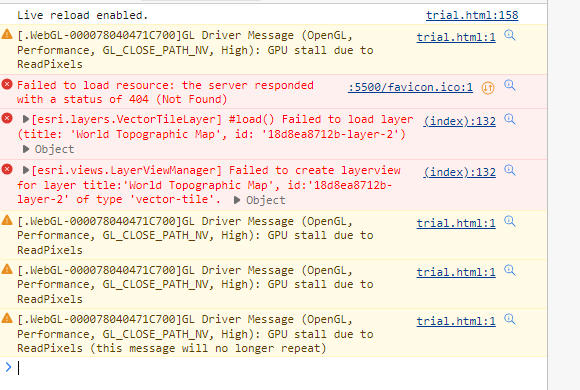 Live reload enabled. trial.html:158
[.WebGL-000078040471C700]GL Driver Message (OpenGL, trial.html:1
Performance, GL_CLOSE_PATH_NV, High): GPU stall due to
ReadPixels
Failed to load resource: the server responded :5500/favicon.ico:1
with a status of 404 (Not Found)
[esri.layers.VectorTileLayer] #load() Failed to load layer (index):132
(title: 'World Topographic Map', id: '18d8ea8712b-layer-2')
Object
[esri.views.LayerViewManager] Failed to create layerview (index):132
for layer title:'World Topographic Map', id:'18d8ea8712b-
layer-2' of type 'vector-tile'. Object
[.WebGL-000078040471C700]GL Driver Message (OpenGL, trial.html:1
Performance, GL_CLOSE_PATH_NV, High): GPU stall due to
ReadPixels
[.WebGL-000078040471C700]GL Driver Message (OpenGL, trial.html:1
Performance, GL_CLOSE_PATH_NV, High): GPU stall due to
ReadPixels
[.WebGL-000078040471C700]GL Driver Message (OpenGL, trial.html:1
Performance, GL_CLOSE_PATH_NV, High): GPU stall due to
ReadPixels (this message will no longer repeat)